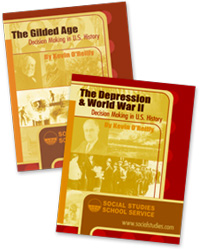 The Gilded Age
Decision Making in U.S. History
By Kevin O'Reilly
The Depression
& World War II
Decision Making in U.S. History
By Kevin O'Reilly
SOCIAL STUDIES
SCHOOL SERVICE
www.socialstudies.com